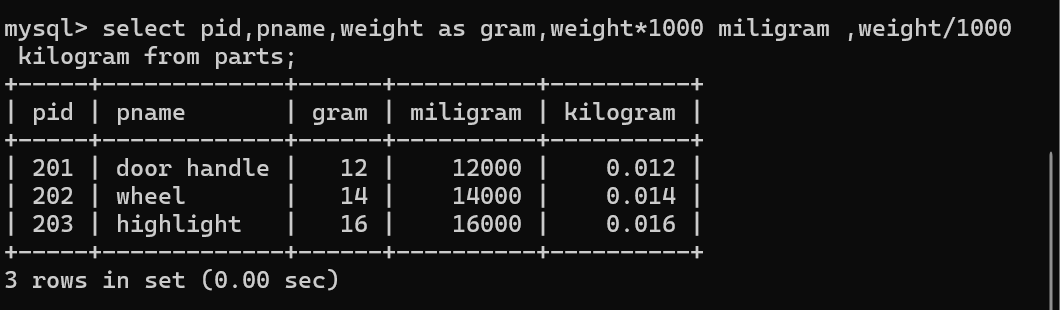 mysql> select pid,pname,weight as gram,weight*1000 miligram ,weight/1000
 kilogram from parts;
+-----+-------------+------+----------+----------+
| pid | pname       | gram | miligram | kilogram |
+-----+-------------+------+----------+----------+
| 201 | door handle |   12 |    12000 |    0.012 |
| 202 | wheel       |   14 |    14000 |    0.014 |
| 203 | highlight   |   16 |    16000 |    0.016 |
+-----+-------------+------+----------+----------+
3 rows in set (0.00 sec)